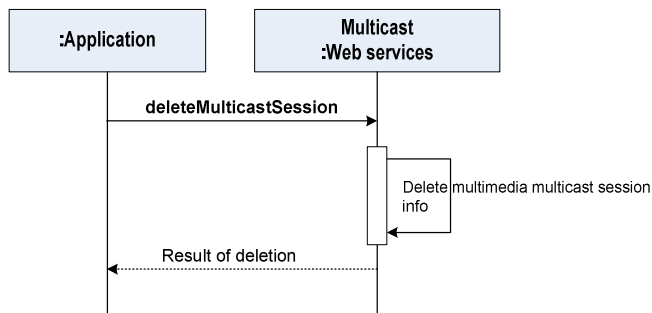 :Application
Multicast
:Web services
deleteMulticastSession
Delete multimedia multicast session
info
Result of deletion